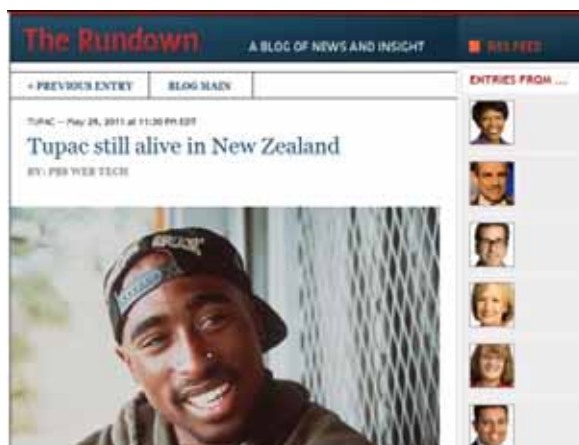 The Rundown
A BLOG OF NEWS AND INSIGHT
RSS FEED
« PREVIOUS ENTRY
BLOG MAIN
ENTRIES FROM ...
TUPAC -- May 29, 2011 at 11:30 PM EDT
Tupac still alive in New Zealand
BY: PBS WEB TECH